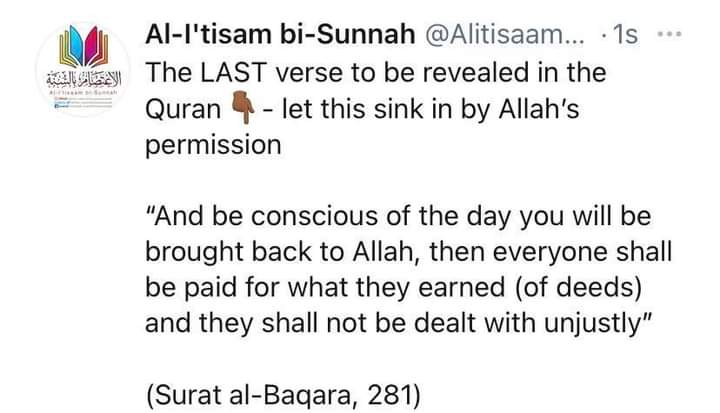 Al-I'tisam bi-Sunnah @Alitisaam... · 1s ...
الاعتصام بالسنة
Al-I'tisam bi-Sunnah
The LAST verse to be revealed in the
Quran 👇🏾 - let this sink in by Allah’s
permission
“And be conscious of the day you will be
brought back to Allah, then everyone shall
be paid for what they earned (of deeds)
and they shall not be dealt with unjustly”
(Surat al-Baqara, 281)